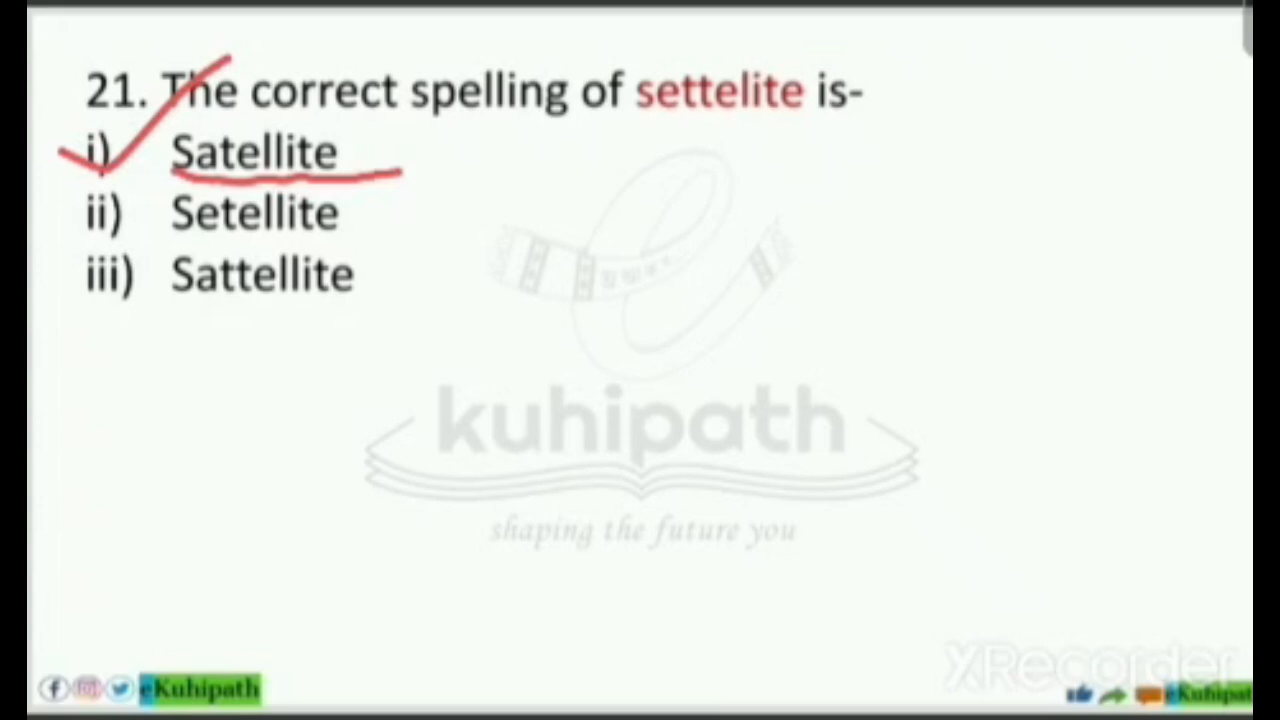 21. The correct spelling of settelite is-
i) Satellite
ii) Setellite
iii) Sattellite
kuhipath
shaping the future you
XRecorder
eKuhipath
eKuhipat